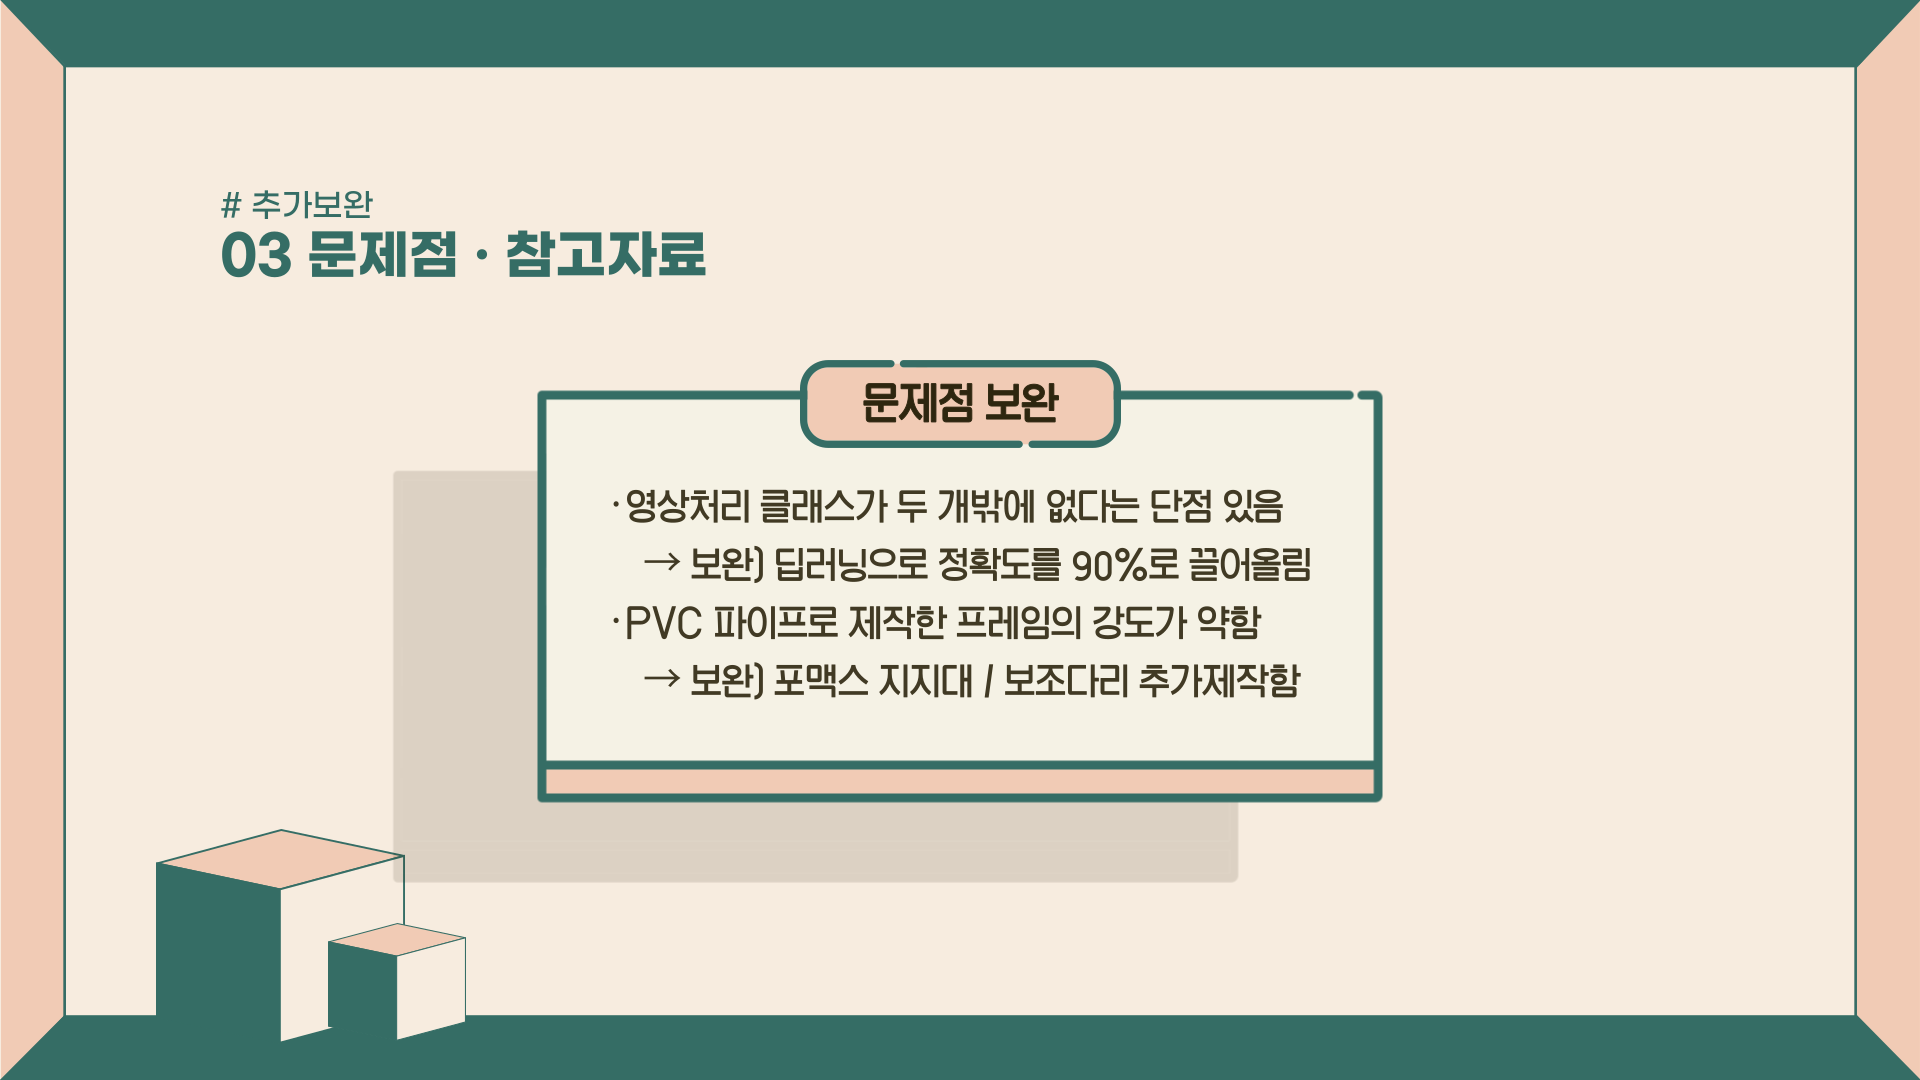 # 추가보완
03 문제점 · 참고자료
문제점 보완
· 영상처리 클래스가 두 개밖에 없다는 단점 있음
→ 보완) 딥러닝으로 정확도를 90%로 끌어올림
· PVC 파이프로 제작한 프레임의 강도가 약함
→ 보완) 포맥스 지지대 / 보조다리 추가제작함